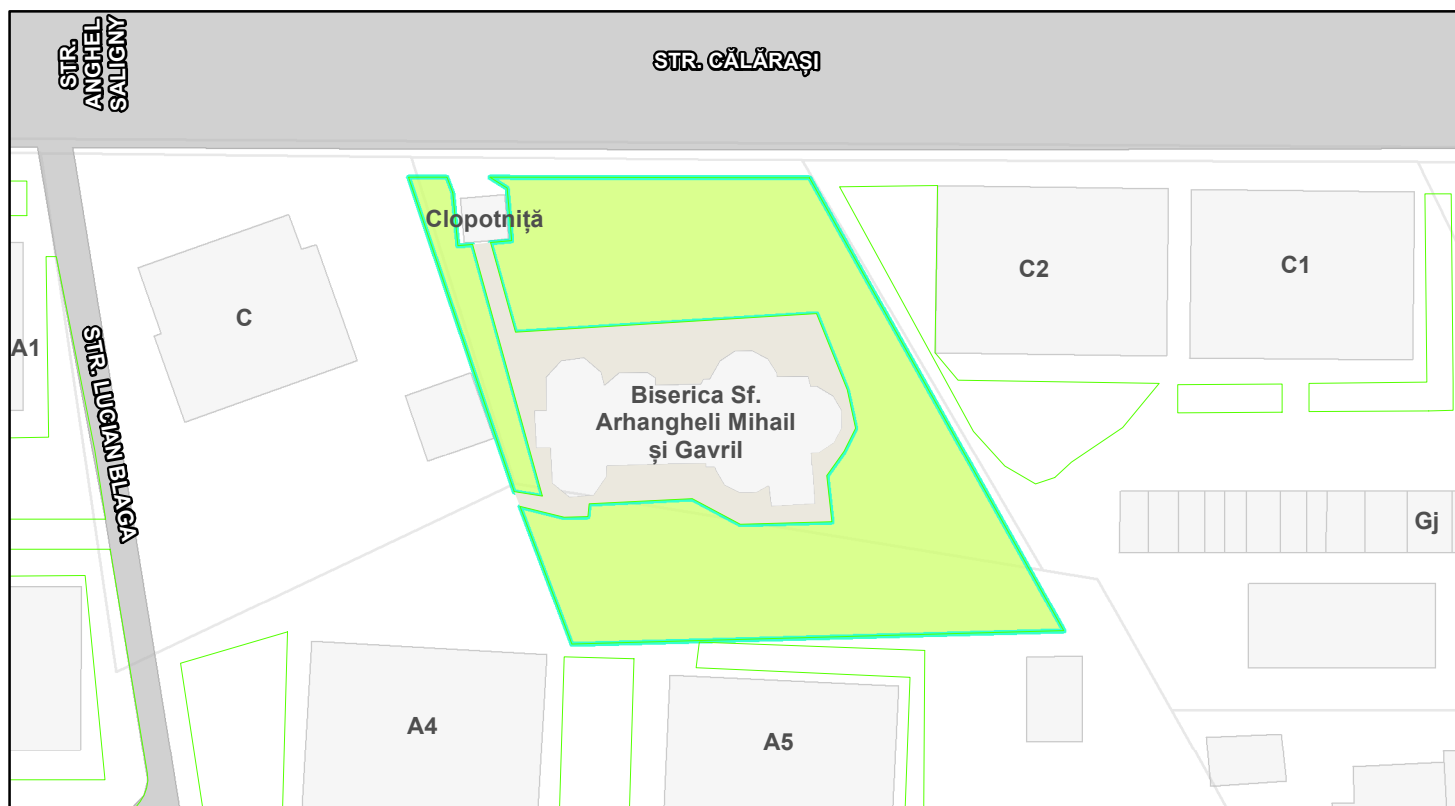 STR.
ANGHEL
SALIGNY
STR. CĂLĂRAȘI
Clopotniță
C2
C1
C
A1
STR. LUCIAN BLAGA
Biserica Sf.
Arhangheli Mihail
și Gavril
Gj
A4
A5